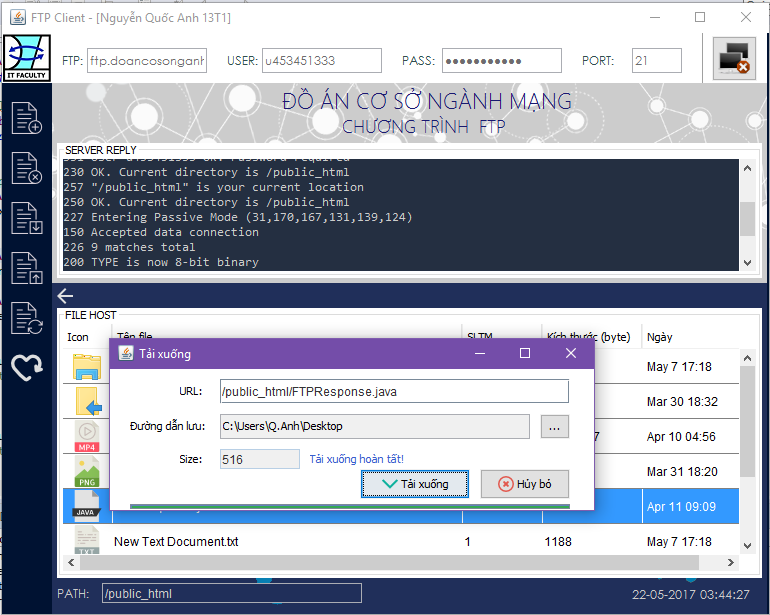 FTP Client - [Nguyễn Quốc Anh 13T1]
IT FACULTY
FTP: ftp.doancosonganh USER: u453451333 PASS: ●●●●●●●●●●● PORT: 21
ĐỒ ÁN CƠ SỞ NGÀNH MẠNG
CHƯƠNG TRÌNH FTP
SERVER REPLY
331 User u453451333 OK. Password required
230 OK. Current directory is /public_html
257 "/public_html" is your current location
250 OK. Current directory is /public_html
227 Entering Passive Mode (31,170,167,131,139,124)
150 Accepted data connection
226 9 matches total
200 TYPE is now 8-bit binary
FILE HOST
Icon Tên file SLTM Kích thước (byte) Ngày
May 7 17:18
Mar 30 18:32
MP4 7 Apr 10 04:56
PNG Mar 31 18:20
JAVA Apr 11 09:09
TXT New Text Document.txt 1 1188 May 7 17:18
Tải xuống
URL: /public_html/FTPResponse.java
Đường dẫn lưu: C:\Users\Q.Anh\Desktop ...
Size: 516 Tải xuống hoàn tất!
Tải xuống Hủy bỏ
PATH: /public_html 22-05-2017 03:44:27